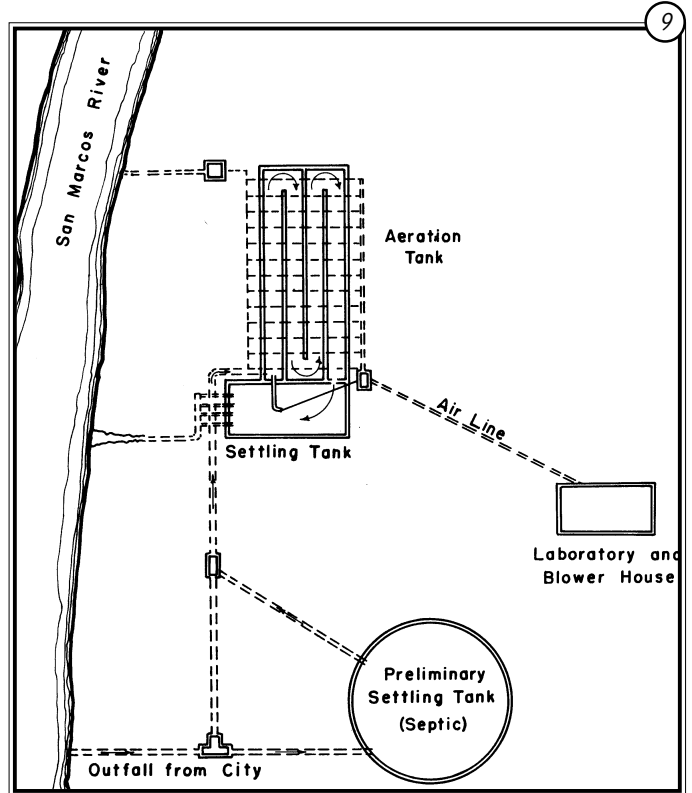 9
San Marcos River
Aeration
Tank
Air Line
Settling Tank
Laboratory and
Blower House
Preliminary
Settling Tank
(Septic)
Outfall from City